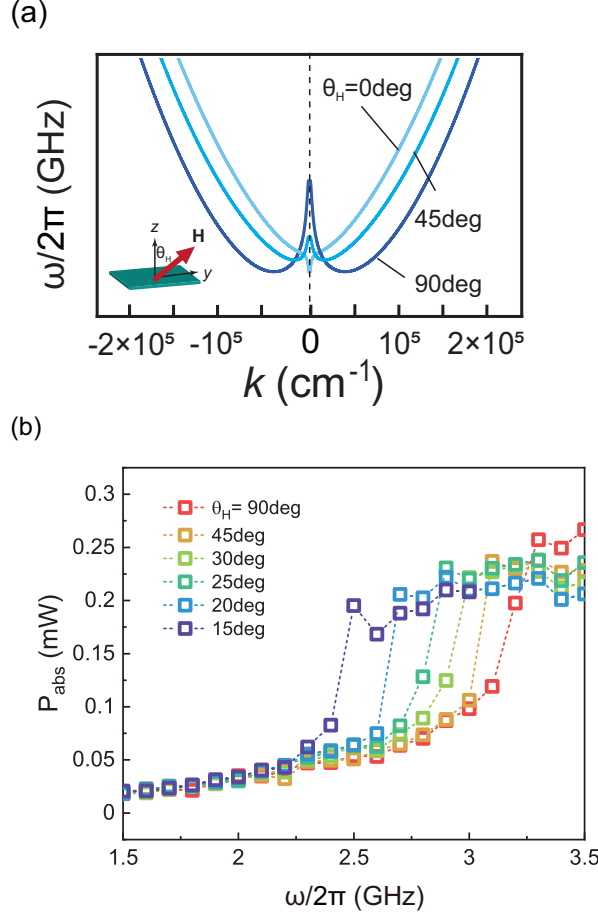 (a)
ω/2π (GHz)
θH=0deg
45deg
90deg
z
θH
H
y
-2×10⁵
-10⁵
0
10⁵
2×10⁵
k (cm⁻¹)
(b)
0.3
0.25
0.2
0.15
0.1
0.05
0
Pabs (mW)
θH= 90deg
45deg
30deg
25deg
20deg
15deg
1.5
2
2.5
3
3.5
ω/2π (GHz)